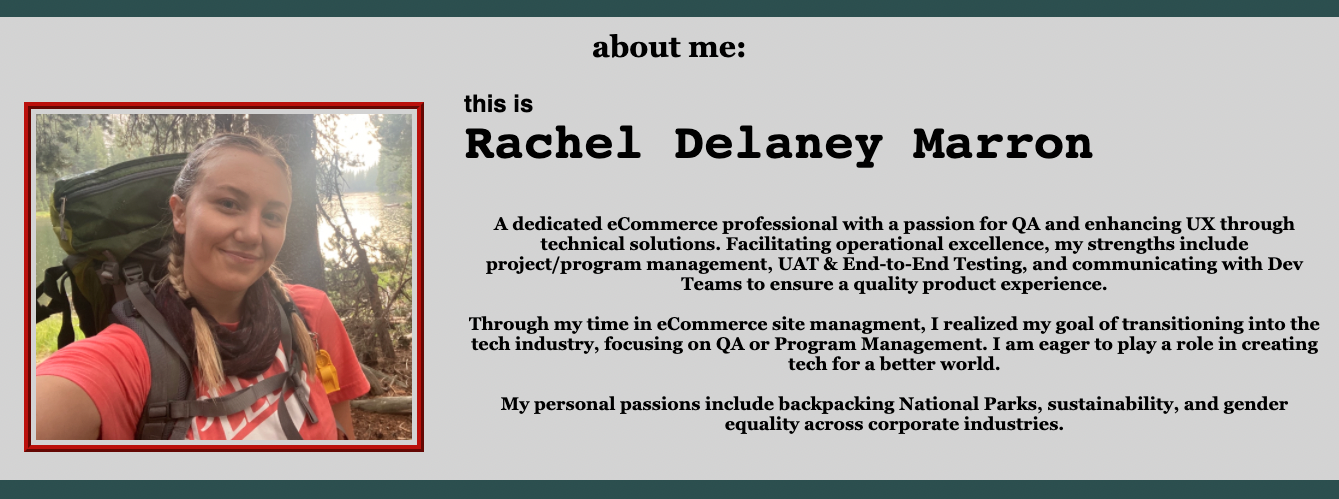 about me:
this is
Rachel Delaney Marron
A dedicated eCommerce professional with a passion for QA and enhancing UX through
technical solutions. Facilitating operational excellence, my strengths include
project/program management, UAT & End-to-End Testing, and communicating with Dev
Teams to ensure a quality product experience.
Through my time in eCommerce site managment, I realized my goal of transitioning into the
tech industry, focusing on QA or Program Management. I am eager to play a role in creating
tech for a better world.
My personal passions include backpacking National Parks, sustainability, and gender
equality across corporate industries.